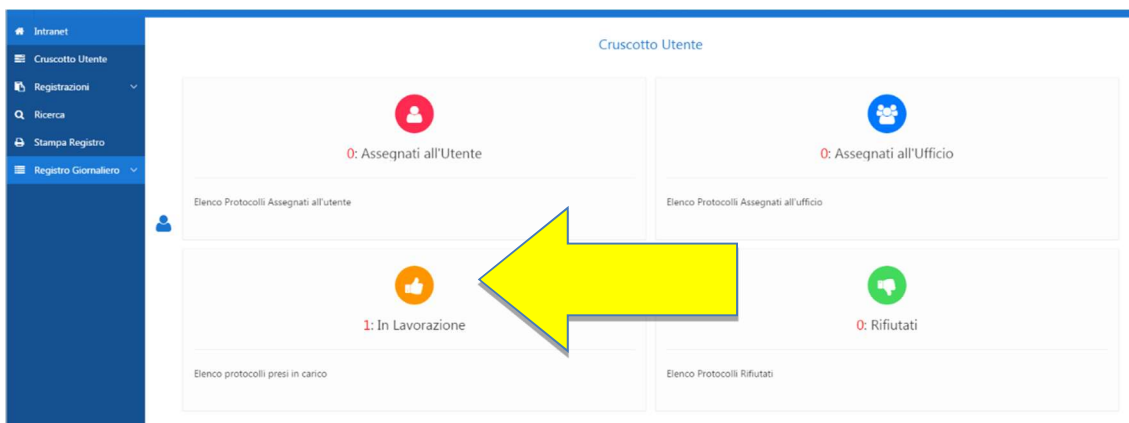 Intranet
Cruscotto Utente
Registrazioni
Ricerca
Stampa Registro
Registro Giornaliero
Cruscotto Utente
0: Assegnati all'Utente
Elenco Protocolli Assegnati all'utente
0: Assegnati all'Ufficio
Elenco Protocolli Assegnati all'ufficio
1: In Lavorazione
Elenco protocolli presi in carico
0: Rifiutati
Elenco Protocolli Rifiutati